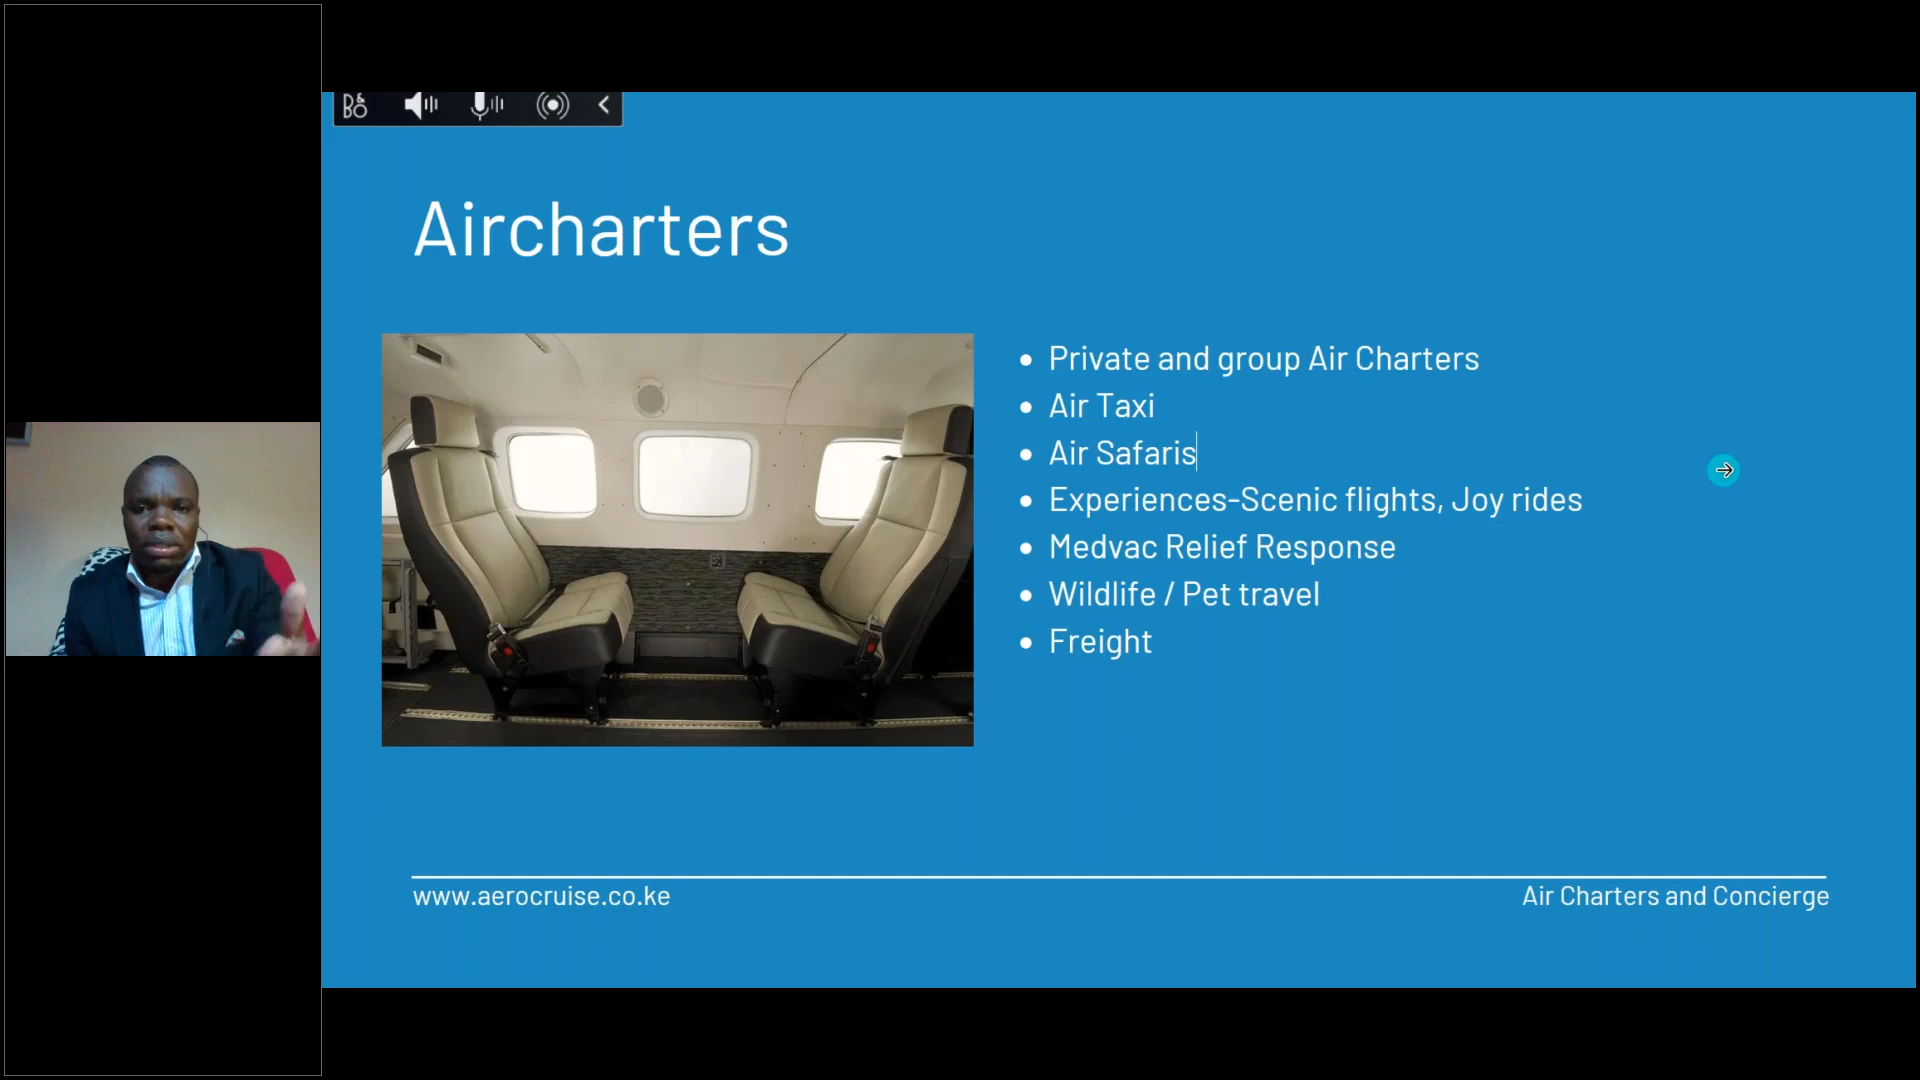 B&O
Aircharters
Private and group Air Charters
Air Taxi
Air Safaris
Experiences-Scenic flights, Joy rides
Medvac Relief Response
Wildlife / Pet travel
Freight
www.aerocruise.co.ke
Air Charters and Concierge